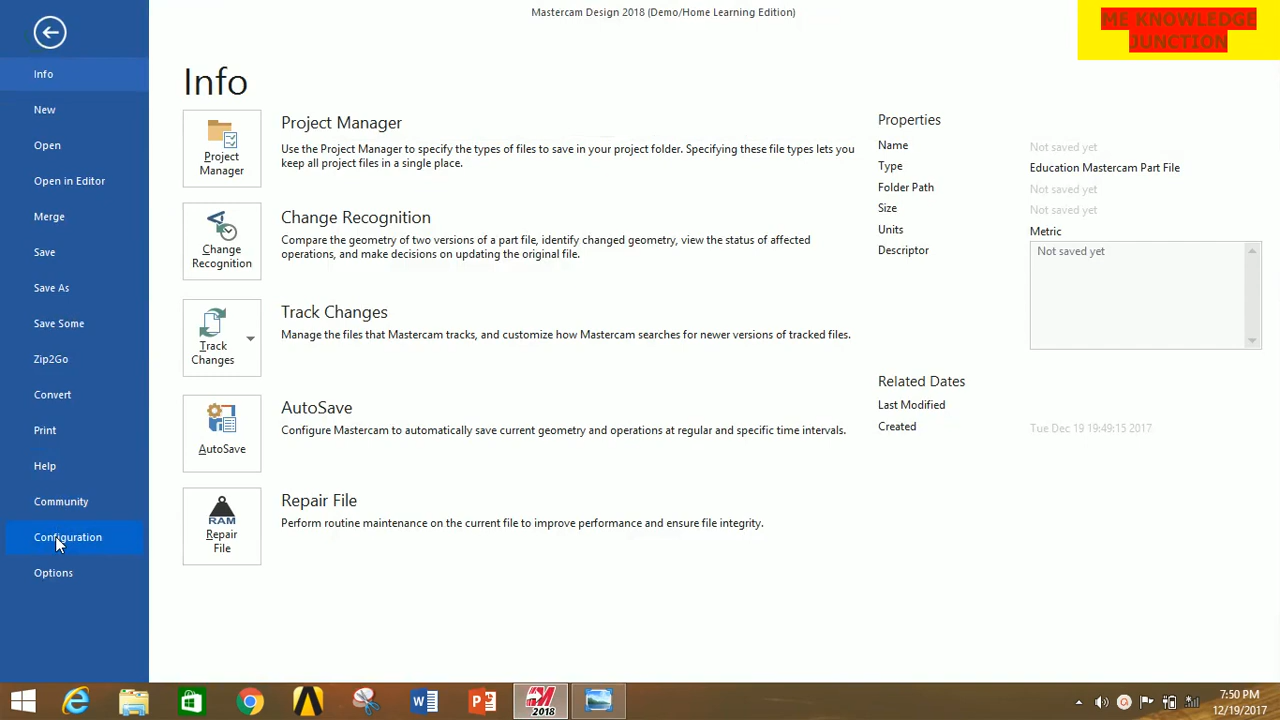 Mastercam Design 2018 (Demo/Home Learning Edition)
ME KNOWLEDGE
JUNCTION
Info
New
Open
Open in Editor
Merge
Save
Save As
Save Some
Zip2Go
Convert
Print
Help
Community
Configuration
Options
Info
Project
Manager
Project Manager
Use the Project Manager to specify the types of files to save in your project folder. Specifying these file types lets you
keep all project files in a single place.
Change
Recognition
Change Recognition
Compare the geometry of two versions of a part file, identify changed geometry, view the status of affected
operations, and make decisions on updating the original file.
Track
Changes
Track Changes
Manage the files that Mastercam tracks, and customize how Mastercam searches for newer versions of tracked files.
AutoSave
AutoSave
Configure Mastercam to automatically save current geometry and operations at regular and specific time intervals.
RAM
Repair
File
Repair File
Perform routine maintenance on the current file to improve performance and ensure file integrity.
Properties
Name Not saved yet
Type Education Mastercam Part File
Folder Path Not saved yet
Size Not saved yet
Units Metric
Descriptor Not saved yet
Related Dates
Last Modified
Created Tue Dec 19 19:49:15 2017
2018
7:50 PM
12/19/2017